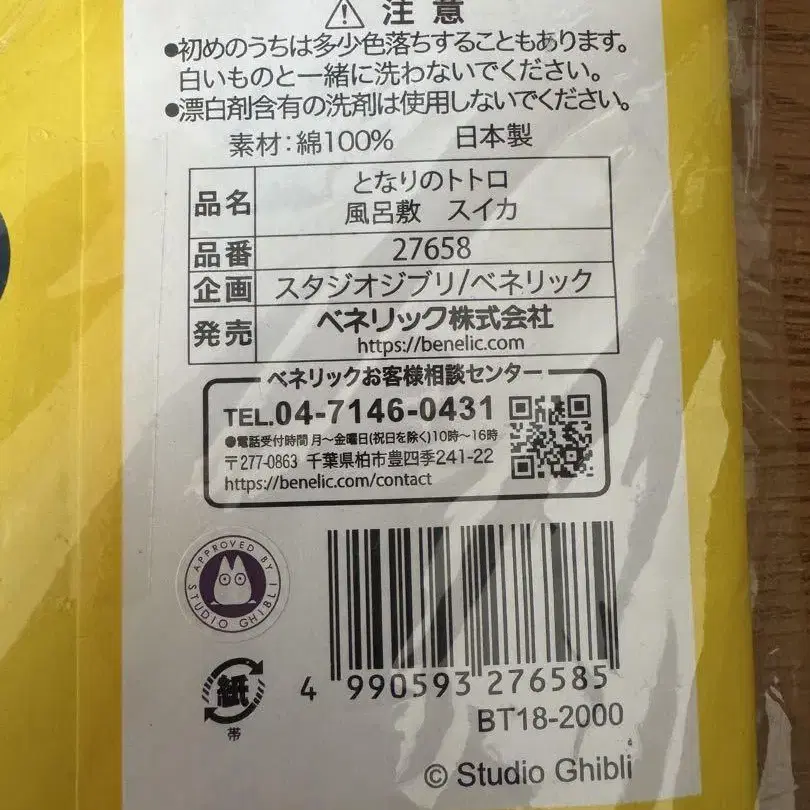 ⚠ 注意
●初めのうちは多少色落ちすることもあります。
白いものと一緒に洗わないでください。
●漂白剤含有の洗剤は使用しないでください。
素材:綿100% 日本製
品名 となりのトトロ
風呂敷 スイカ
品番 27658
企画 スタジオジブリ/ベネリック
発売 ベネリック株式会社
https://benelic.com
ベネリックお客様相談センター
TEL.04-7146-0431
●電話受付時間 月〜金曜日(祝日を除く)10時〜16時
〒277-0863 千葉県柏市豊四季241-22
https://benelic.com/contact
APPROVED BY
STUDIO GHIBLI
紙
帯
4 990593 276585
BT18-2000
4
© Studio Ghibli